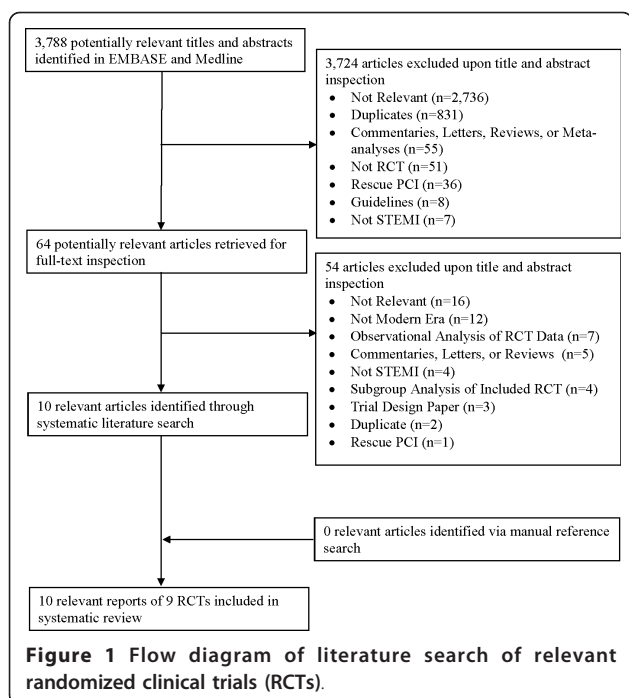 3,788 potentially relevant titles and abstracts
identified in EMBASE and Medline
3,724 articles excluded upon title and abstract
inspection
• Not Relevant (n=2,736)
• Duplicates (n=831)
• Commentaries, Letters, Reviews, or Meta-
analyses (n=55)
• Not RCT (n=51)
• Rescue PCI (n=36)
• Guidelines (n=8)
• Not STEMI (n=7)
64 potentially relevant articles retrieved for
full-text inspection
54 articles excluded upon title and abstract
inspection
• Not Relevant (n=16)
• Not Modern Era (n=12)
• Observational Analysis of RCT Data (n=7)
• Commentaries, Letters, or Reviews (n=5)
• Not STEMI (n=4)
• Subgroup Analysis of Included RCT (n=4)
• Trial Design Paper (n=3)
• Duplicate (n=2)
• Rescue PCI (n=1)
10 relevant articles identified through
systematic literature search
0 relevant articles identified via manual reference
search
10 relevant reports of 9 RCTs included in
systematic review
Figure 1 Flow diagram of literature search of relevant
randomized clinical trials (RCTs).